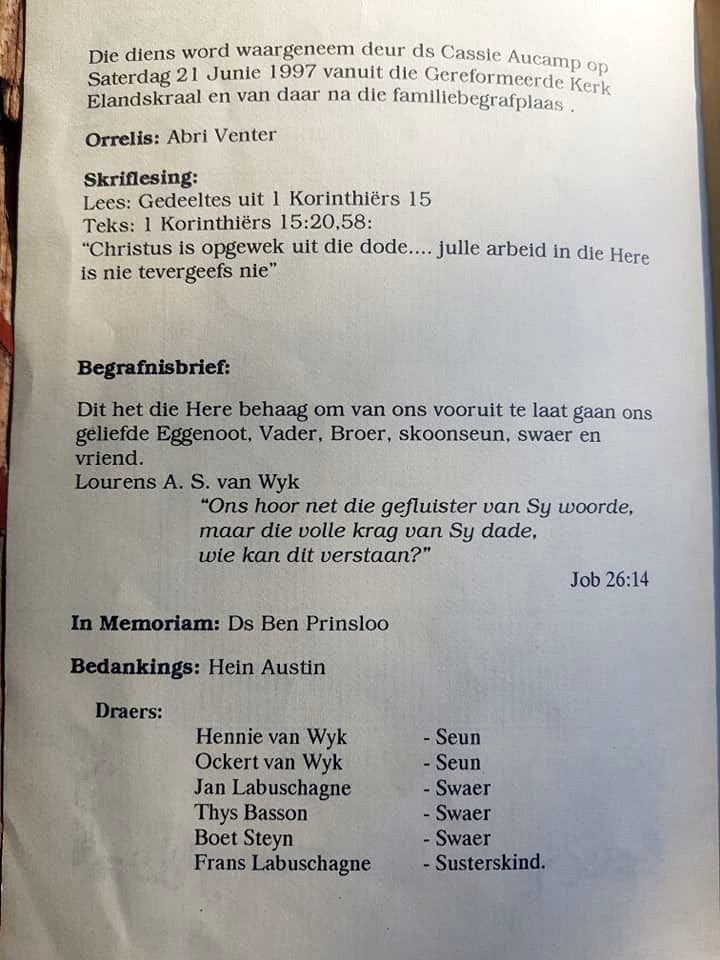 Die diens word waargeneem deur ds Cassie Aucamp op
Saterdag 21 Junie 1997 vanuit die Gereformeerde Kerk
Elandskraal en van daar na die familiebegrafplaas .
Orrelis: Abri Venter
Skriflesing:
Lees: Gedeeltes uit 1 Korinthiërs 15
Teks: 1 Korinthiërs 15:20,58:
“Christus is opgewek uit die dode.... julle arbeid in die Here
is nie tevergeefs nie”
Begrafnisbrief:
Dit het die Here behaag om van ons vooruit te laat gaan ons
geliefde Eggenoot, Vader, Broer, skoonseun, swaer en
vriend.
Lourens A. S. van Wyk
“Ons hoor net die gefluister van Sy woorde,
maar die volle krag van Sy dade,
wie kan dit verstaan?”
Job 26:14
In Memoriam: Ds Ben Prinsloo
Bedankings: Hein Austin
Draers:
Hennie van Wyk - Seun
Ockert van Wyk - Seun
Jan Labuschagne - Swaer
Thys Basson - Swaer
Boet Steyn - Swaer
Frans Labuschagne - Susterskind.